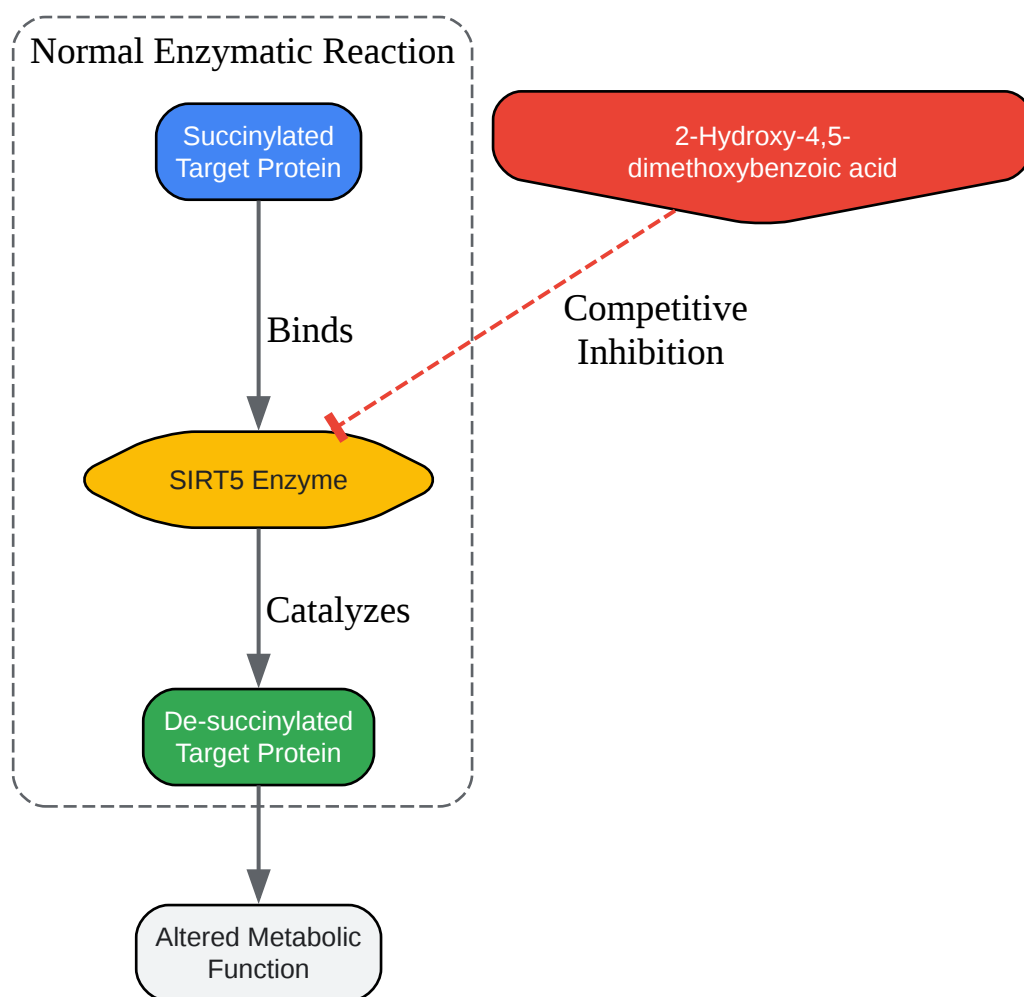 Normal Enzymatic Reaction
Succinylated
Target Protein
2-Hydroxy-4,5-
dimethoxybenzoic acid
Binds
Competitive
Inhibition
SIRT5 Enzyme
Catalyzes
De-succinylated
Target Protein
Altered Metabolic
Function